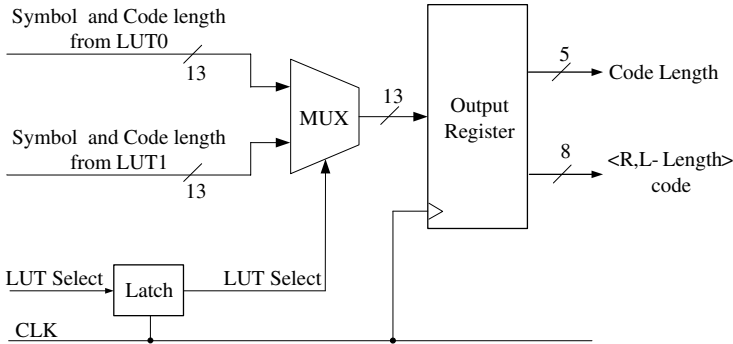 Symbol and Code length
from LUT0
13
Symbol and Code length
from LUT1
13
MUX
13
Output
Register
5
Code Length
8
<R,L- Length>
code
LUT Select
Latch
LUT Select
CLK